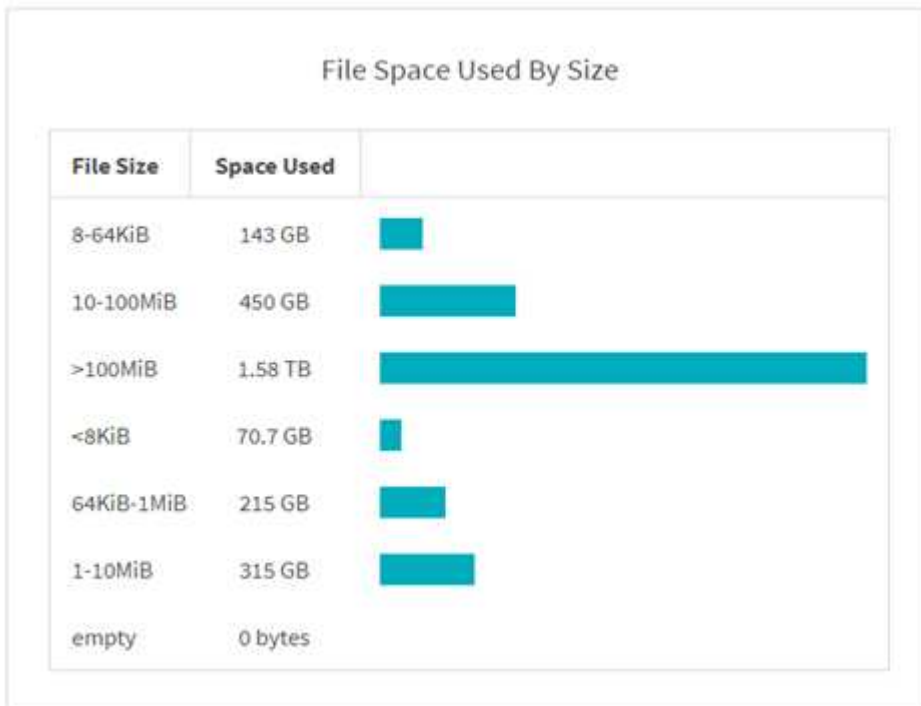 File Space Used By Size
File Size Space Used
8-64KiB 143 GB
10-100MiB 450 GB
>100MiB 1.58 TB
<8KiB 70.7 GB
64KiB-1MiB 215 GB
1-10MiB 315 GB
empty 0 bytes